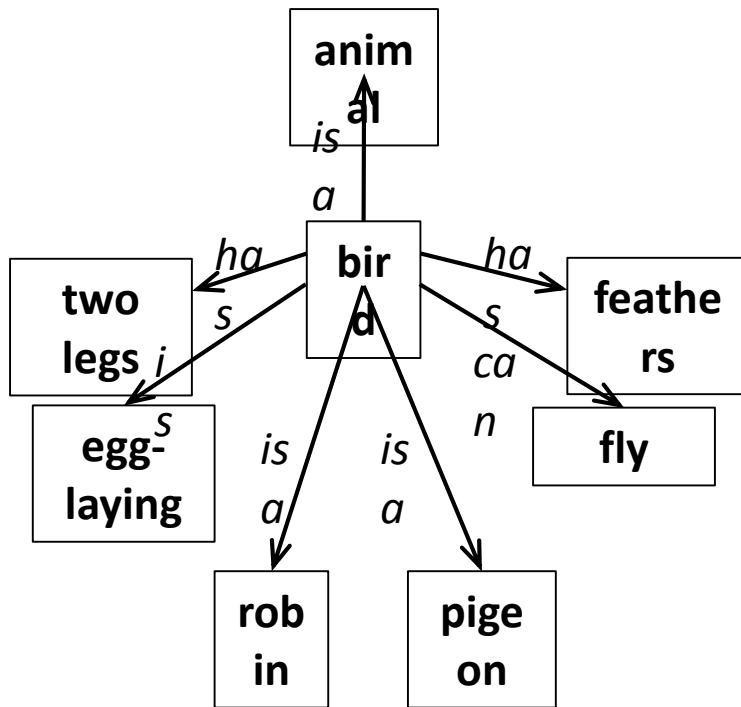 anim
al
is
a
ha
s
bir
d
ha
s
two
legs
feathe
rs
i
s
ca
n
egg-
laying
fly
is
a
is
a
rob
in
pige
on